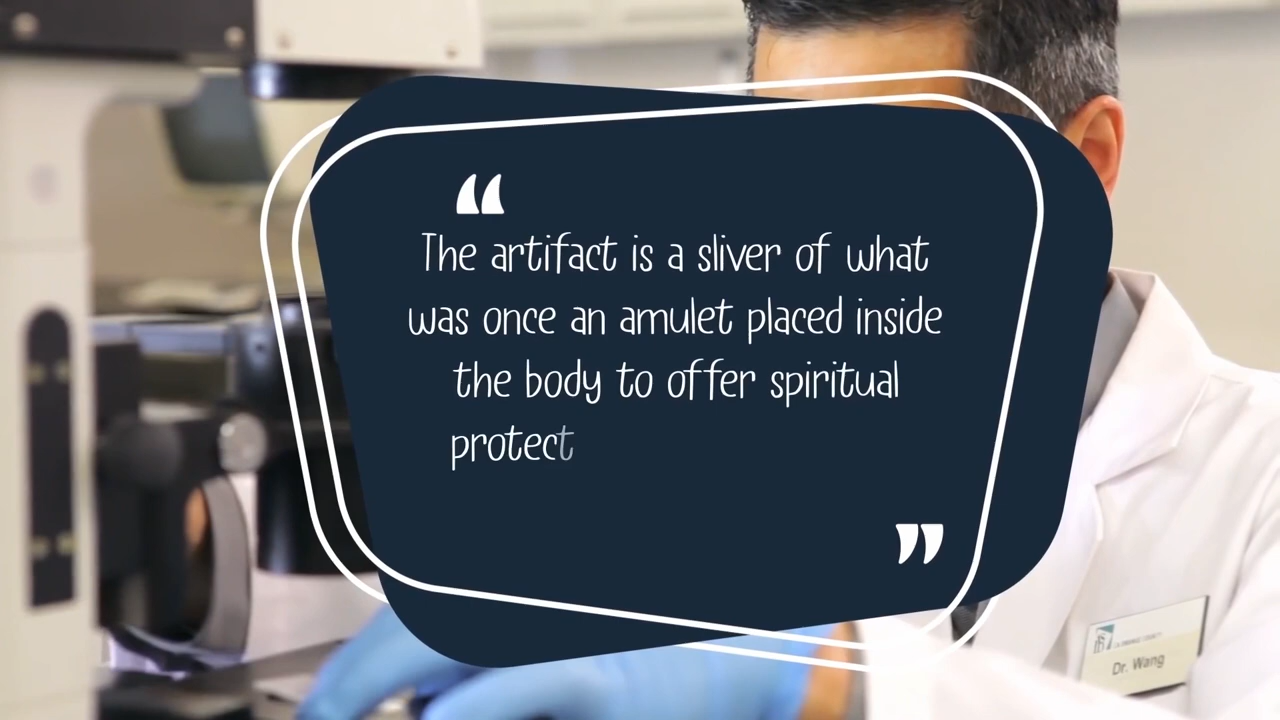 “
The artifact is a sliver of what
was once an amulet placed inside
the body to offer spiritual
protect
”
Dr. Wang